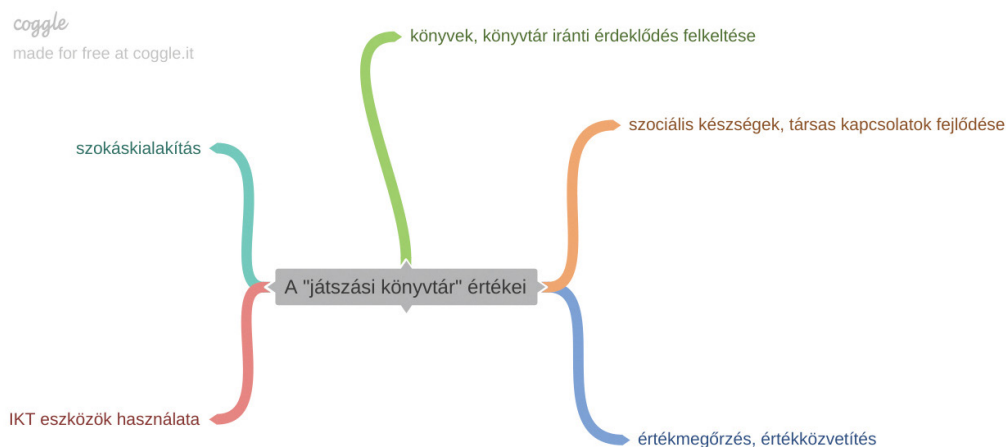 coggle
made for free at coggle.it
könyvek, könyvtár iránti érdeklődés felkeltése
szociális készségek, társas kapcsolatok fejlődése
szokáskialakítás
A "játszási könyvtár" értékei
IKT eszközök használata
értékmegőrzés, értékközvetítés